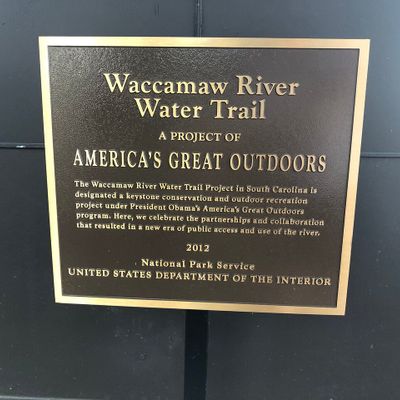 Waccamaw River
Water Trail
A PROJECT OF
AMERICA'S GREAT OUTDOORS
The Waccamaw River Water Trail Project in South Carolina is
designated a keystone conservation and outdoor recreation
project under President Obama's America's Great Outdoors
program. Here, we celebrate the partnerships and collaboration
that resulted in a new era of public access and use of the river.
2012
National Park Service
UNITED STATES DEPARTMENT OF THE INTERIOR